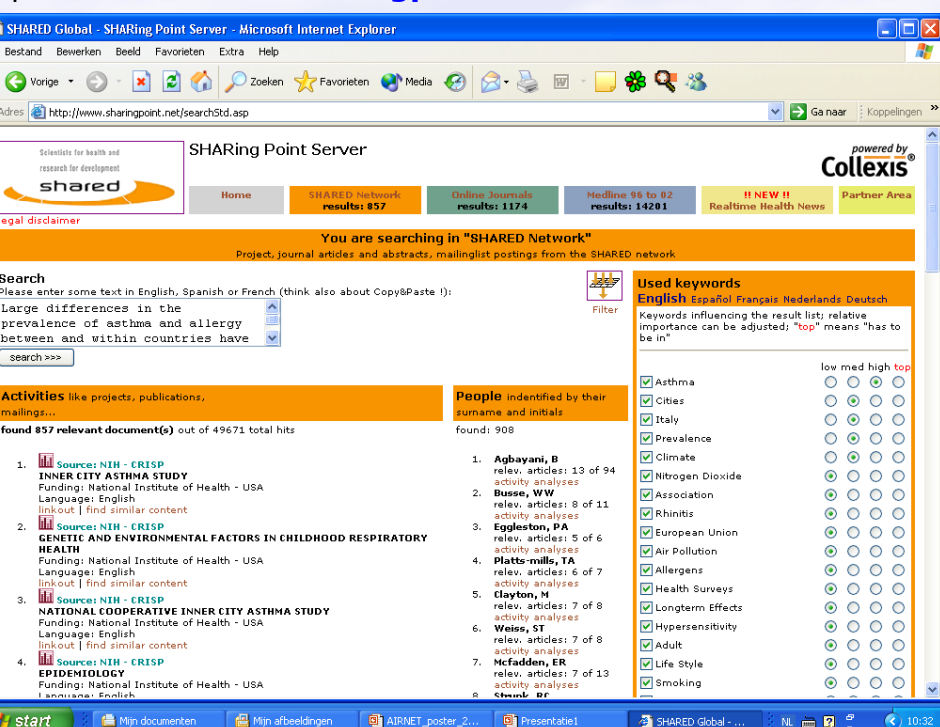 SHARED Global - SHARing Point Server - Microsoft Internet Explorer
Bestand Bewerken Beeld Favorieten Extra Help
Vorige Zoeken Favorieten Media
Adres http://www.sharingpoint.net/searchStd.asp Ga naar Koppelingen »
Scientists for health and
research for development
shared
SHARing Point Server
powered by
Collexis®
Home
SHARED Network
results: 857
Online Journals
results: 1174
Medline 96 to 02
results: 14201
!! NEW !!
Realtime Health News
Partner Area
egal disclaimer
You are searching in "SHARED Network"
Project, journal articles and abstracts, mailinglist postings from the SHARED network
Search
Please enter some text in English, Spanish or French (think also about Copy&Paste !):
Large differences in the
prevalence of asthma and allergy
between and within countries have
search >>>
Filter
Activities like projects, publications,
mailings...
found 857 relevant document(s) out of 49671 total hits
1. Source: NIH - CRISP
INNER CITY ASTHMA STUDY
Funding: National Institute of Health - USA
Language: English
linkout | find similar content
2. Source: NIH - CRISP
GENETIC AND ENVIRONMENTAL FACTORS IN CHILDHOOD RESPIRATORY
HEALTH
Funding: National Institute of Health - USA
Language: English
linkout | find similar content
3. Source: NIH - CRISP
NATIONAL COOPERATIVE INNER CITY ASTHMA STUDY
Funding: National Institute of Health - USA
Language: English
linkout | find similar content
4. Source: NIH - CRISP
EPIDEMIOLOGY
Funding: National Institute of Health - USA
Language: English
People indentified by their
surname and initials
found: 908
1. Agbayani, B
relev. articles: 13 of 94
activity analyses
2. Busse, WW
relev. articles: 8 of 11
activity analyses
3. Eggleston, PA
relev. articles: 5 of 6
activity analyses
4. Platts-mills, TA
relev. articles: 6 of 7
activity analyses
5. Clayton, M
relev. articles: 7 of 8
activity analyses
6. Weiss, ST
relev. articles: 7 of 8
activity analyses
7. Mcfadden, ER
relev. articles: 7 of 13
activity analyses
8. Strunk, RC
Used keywords
English Español Français Nederlands Deutsch
Keywords influencing the result list; relative
importance can be adjusted; "top" means "has to
be in"
low med high top
Asthma
Cities
Italy
Prevalence
Climate
Nitrogen Dioxide
Association
Rhinitis
European Union
Air Pollution
Allergens
Health Surveys
Longterm Effects
Hypersensitivity
Adult
Life Style
Smoking
start Mijn documenten Mijn afbeeldingen AIRNET_poster_2... Presentatie1 SHARED Global - ... NL 10:32